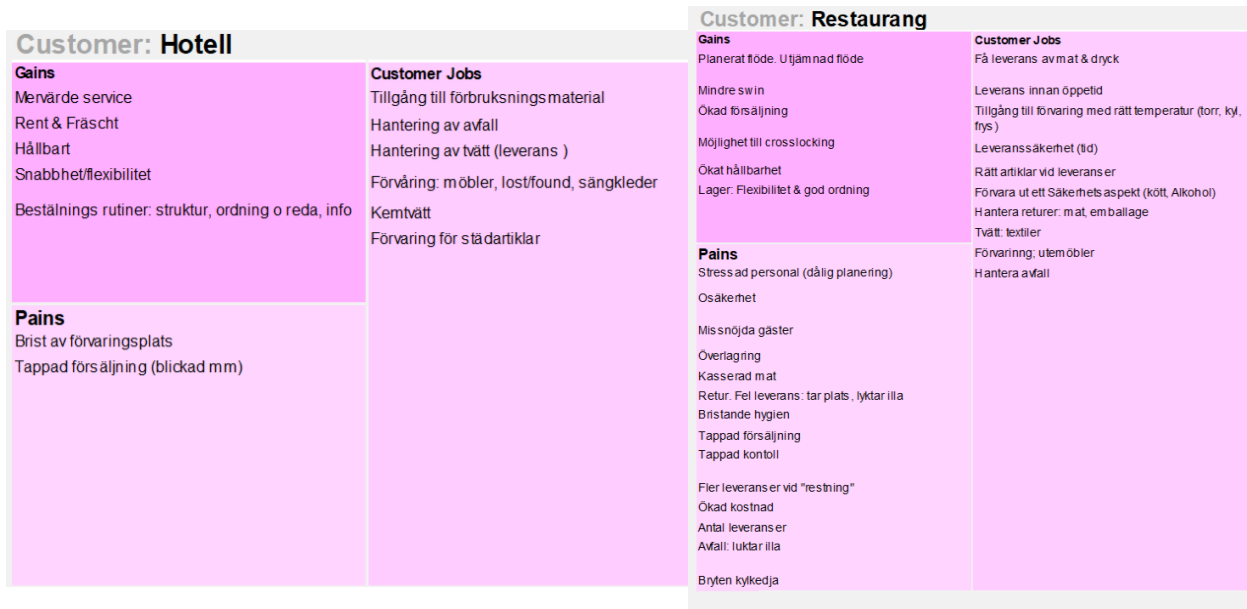 Customer: Hotell
Gains
Mervärde service
Rent & Fräscht
Hållbart
Snabbhet/flexibilitet
Bestälnings rutiner: struktur, ordning o reda, info
Pains
Brist av förvaringsplats
Tappad försäljning (blickad mm)
Customer Jobs
Tillgång till förbrukningsmaterial
Hantering av avfall
Hantering av tvätt (leverans )
Förvåring: möbler, lost/found, sängkleder
Kemtvätt
Förvaring för städartiklar
Customer: Restaurang
Gains
Planerat flöde. Utjämnad flöde
Mindre swin
Ökad försäljning
Möjlighet till crosslocking
Ökat hållbarhet
Lager: Flexibilitet & god ordning
Pains
Stressad personal (dålig planering)
Osäkerhet
Missnöjda gäster
Överlagring
Kasserad mat
Retur. Fel leverans: tar plats, lyktar illa
Bristande hygien
Tappad försäljning
Tappad kontoll
Fler leveranser vid "restning"
Ökad kostnad
Antal leveranser
Avfall: luktar illa
Bryten kylkedja
Customer Jobs
Få leverans av mat & dryck
Leverans innan öppetid
Tillgång till förvaring med rätt temperatur (torr, kyl,
frys)
Leveranssäkerhet (tid)
Rätt artiklar vid leveranser
Förvara ut ett Säkerhetsaspekt (kött, Alkohol)
Hantera returer: mat, emballage
Tvätt: textiler
Förvarinng; utemöbler
Hantera avfall